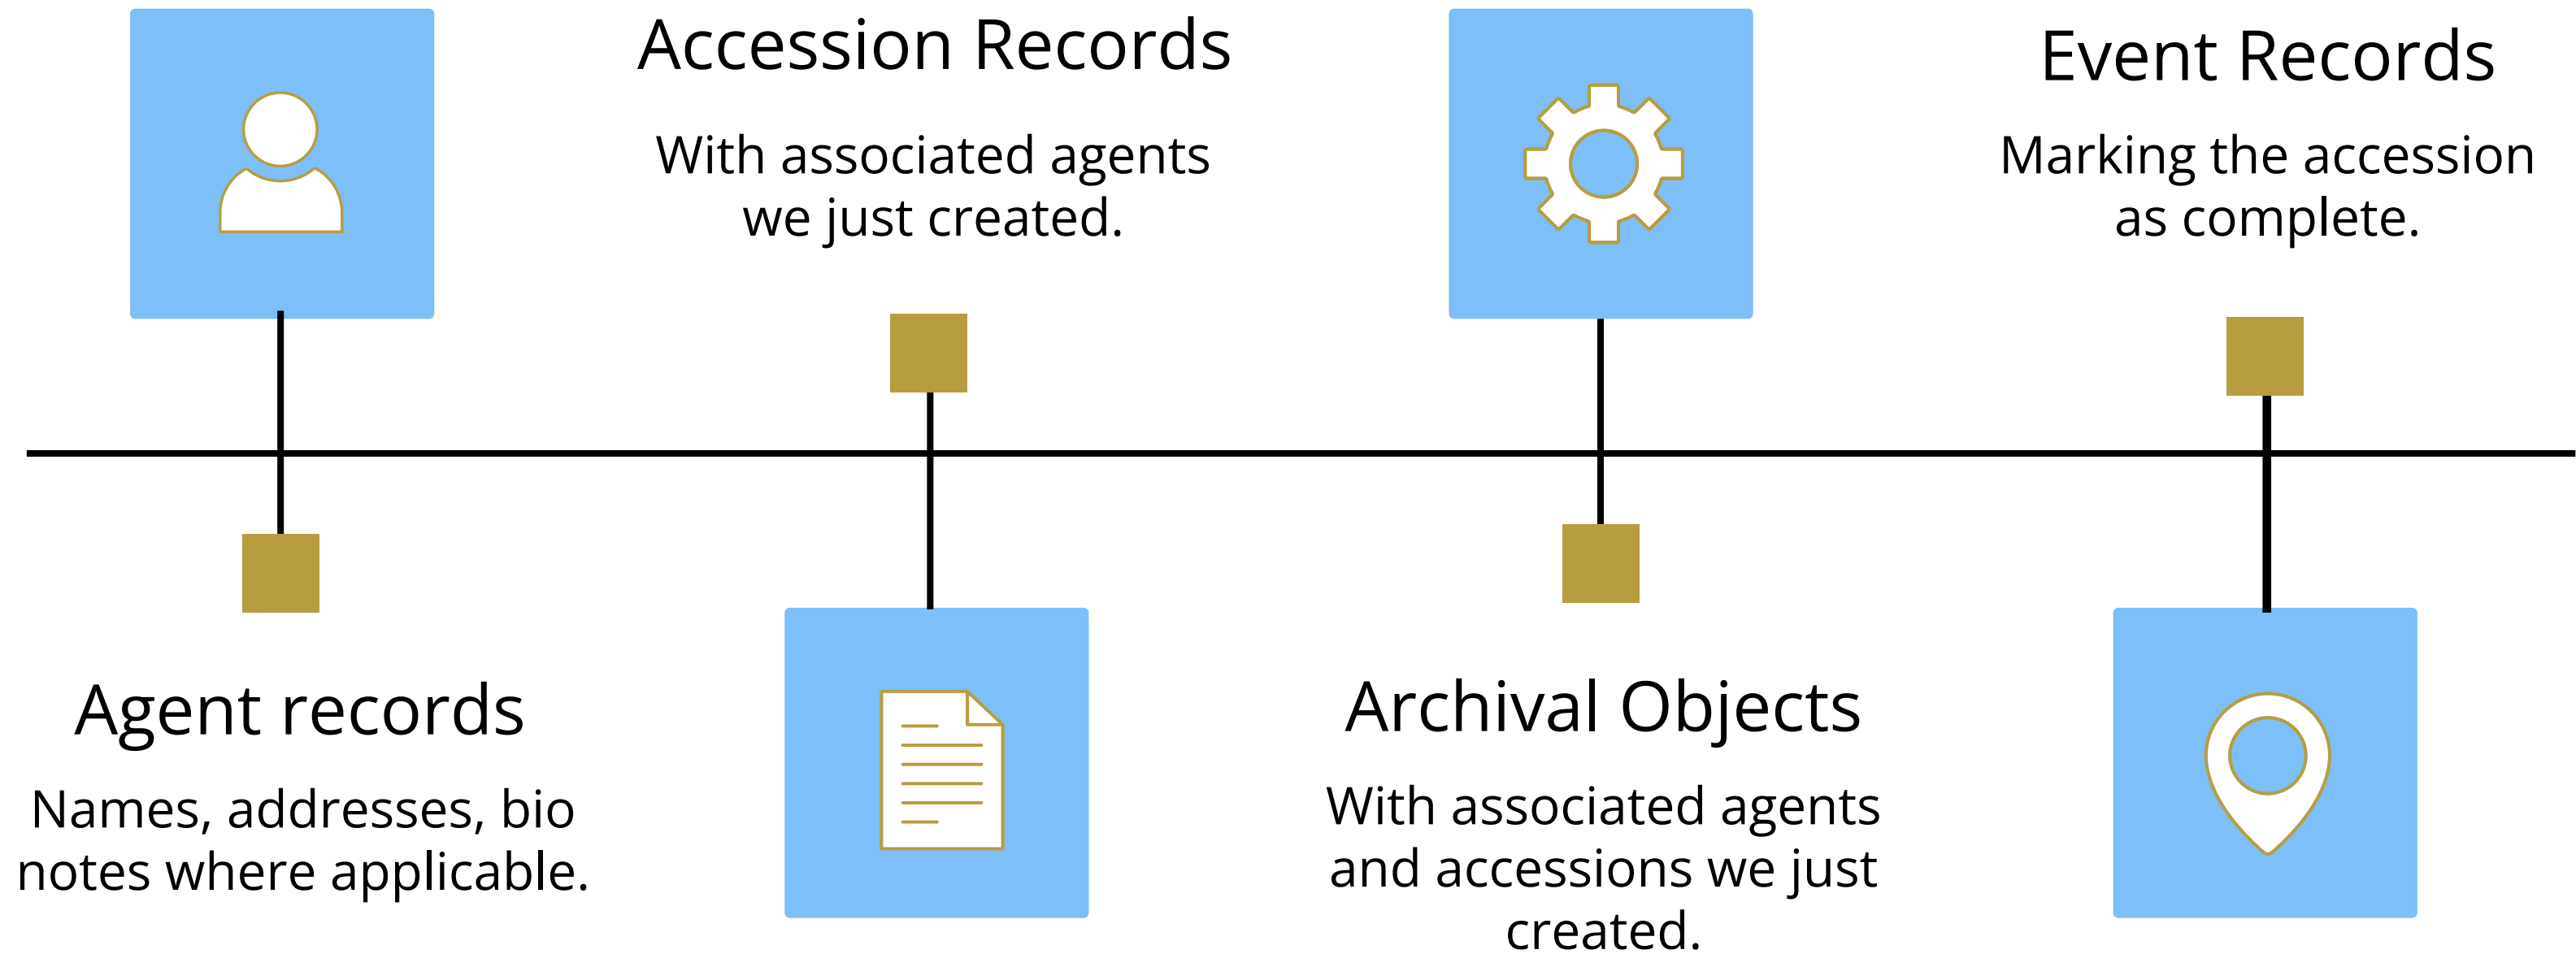 Agent records
Names, addresses, bio
notes where applicable.
Accession Records
With associated agents
we just created.
Archival Objects
With associated agents
and accessions we just
created.
Event Records
Marking the accession
as complete.